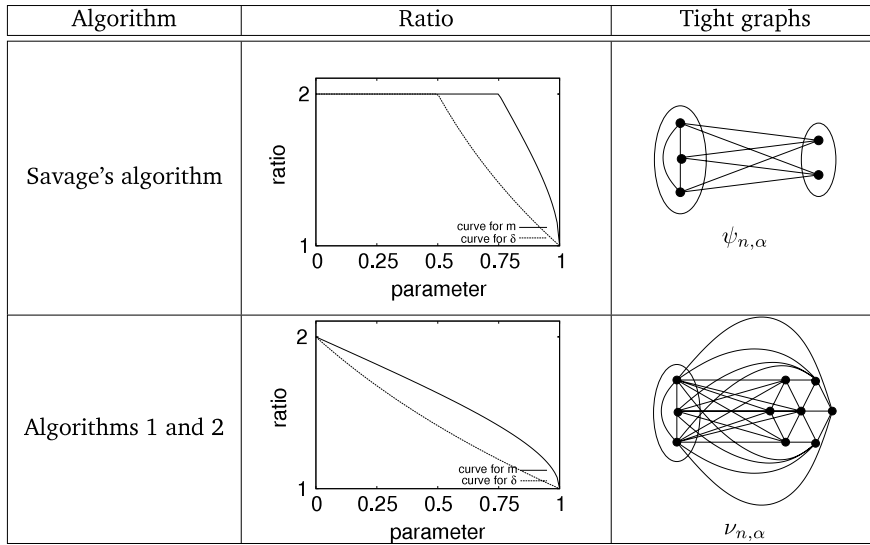 Algorithm Ratio Tight graphs
Savage's algorithm
2
1
ratio
curve for m
curve for δ
0 0.25 0.5 0.75 1
parameter
ψn,α
Algorithms 1 and 2
2
1
ratio
curve for m
curve for δ
0 0.25 0.5 0.75 1
parameter
νn,α